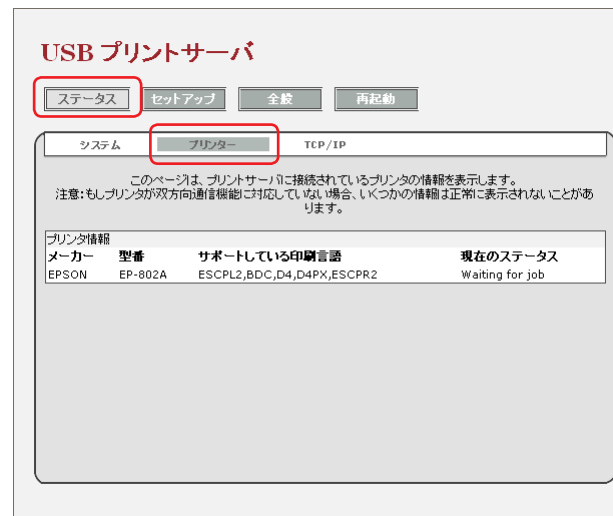 USB プリントサーバ
ステータス セットアップ 全般 再起動
システム プリンター TCP/IP
このページは、プリントサーバに接続されているプリンタの情報を表示します。
注意:もしプリンタが双方向通信機能に対応していない場合、いくつかの情報は正常に表示されないことがあ
ります。
プリンタ情報
メーカー 型番 サポートしている印刷言語 現在のステータス
EPSON EP-802A ESCPL2,BDC,D4,D4PX,ESCPR2 Waiting for job